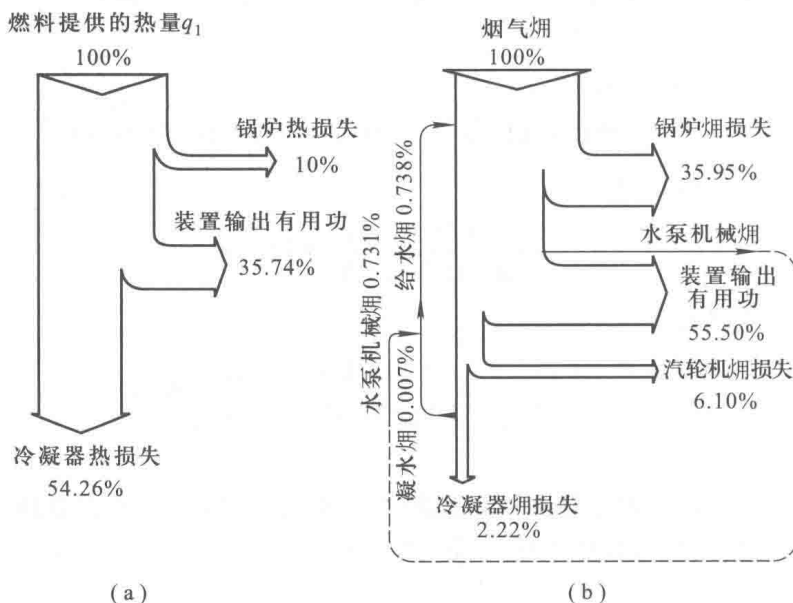 燃料提供的热量q₁
100%
锅炉热损失
10%
装置输出有用功
35.74%
冷凝器热损失
54.26%
(a)
烟气㶲
100%
锅炉㶲损失
35.95%
水泵机械㶲
装置输出
有用功
55.50%
汽轮机㶲损失
6.10%
给水㶲 0.738%
水泵机械㶲 0.731%
凝水㶲 0.007%
冷凝器㶲损失
2.22%
(b)